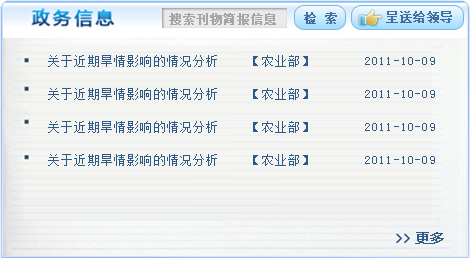 政务信息 搜索刊物简报信息 检 索 呈送给领导
▪ 关于近期旱情影响的情况分析 【农业部】 2011-10-09
▪ 关于近期旱情影响的情况分析 【农业部】 2011-10-09
▪ 关于近期旱情影响的情况分析 【农业部】 2011-10-09
▪ 关于近期旱情影响的情况分析 【农业部】 2011-10-09
>> 更多